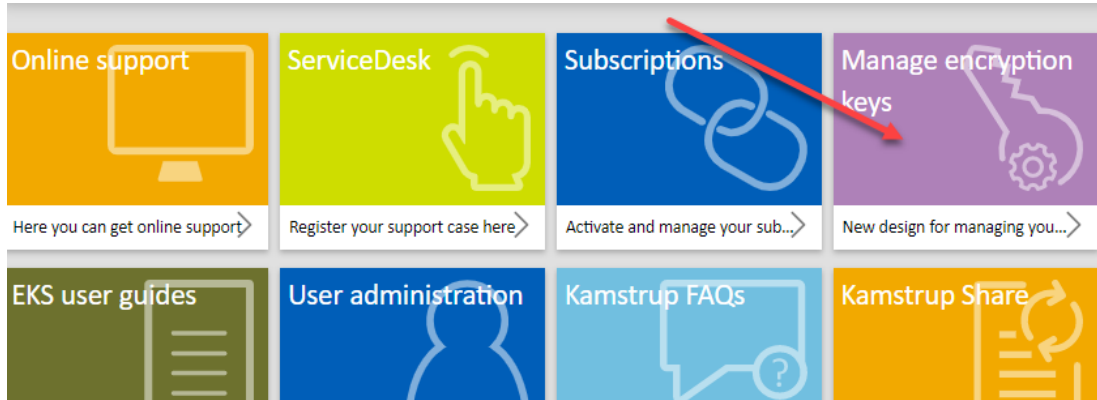 Online support
ServiceDesk
Subscriptions
Manage encryption
keys
Here you can get online support
Register your support case here
Activate and manage your sub...
New design for managing you...
EKS user guides
User administration
Kamstrup FAQs
Kamstrup Share
?